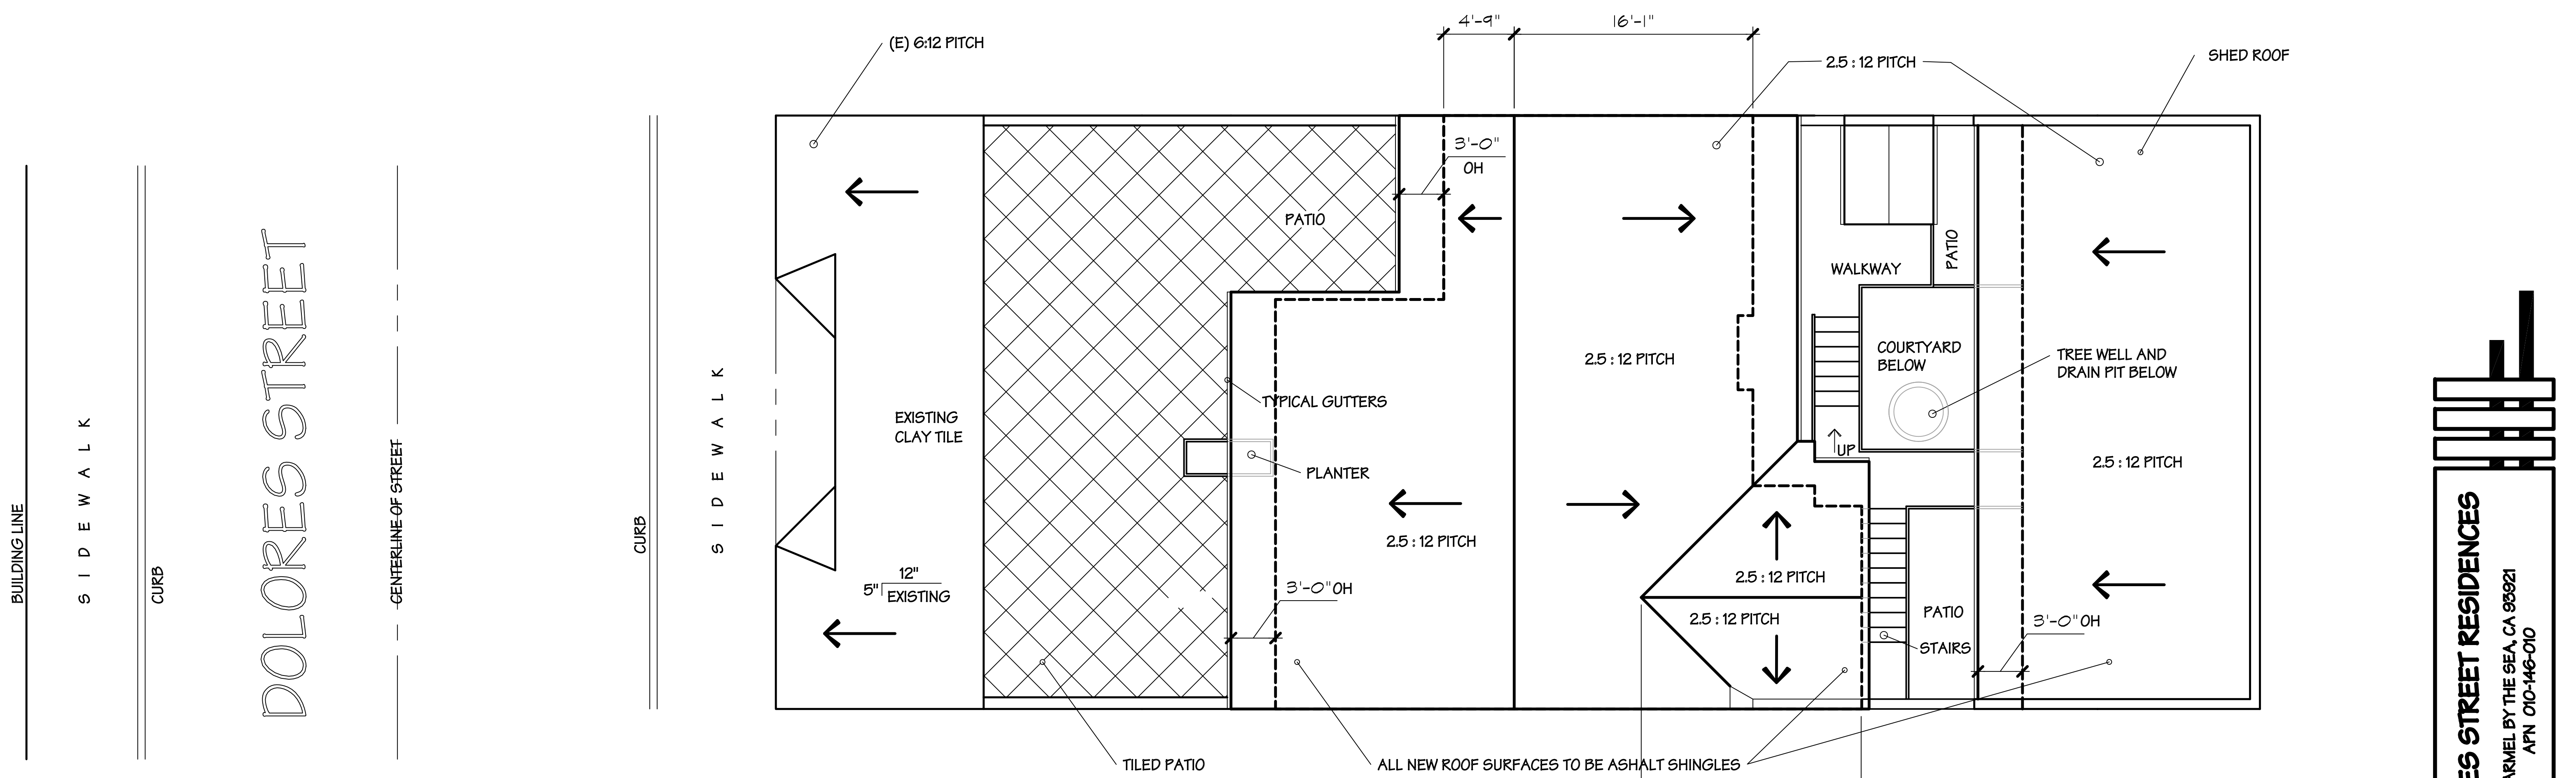 4'-9"
16'-1"
(E) 6:12 PITCH
2.5 : 12 PITCH
SHED ROOF
3'-0"
OH
PATIO
WALKWAY
PATIO
2.5 : 12 PITCH
COURTYARD
BELOW
TREE WELL AND
DRAIN PIT BELOW
TYPICAL GUTTERS
EXISTING
CLAY TILE
UP
2.5 : 12 PITCH
PLANTER
2.5 : 12 PITCH
12"
5"
EXISTING
2.5 : 12 PITCH
3'-0" OH
2.5 : 12 PITCH
PATIO
3'-0" OH
STAIRS
TILED PATIO
ALL NEW ROOF SURFACES TO BE ASHALT SHINGLES
BUILDING LINE
SIDEWALK
CURB
DOLORES STREET
CENTERLINE OF STREET
CURB
SIDEWALK
ES STREET RESIDENCES
ARMEL BY THE SEA, CA 93921
APN 010-146-010